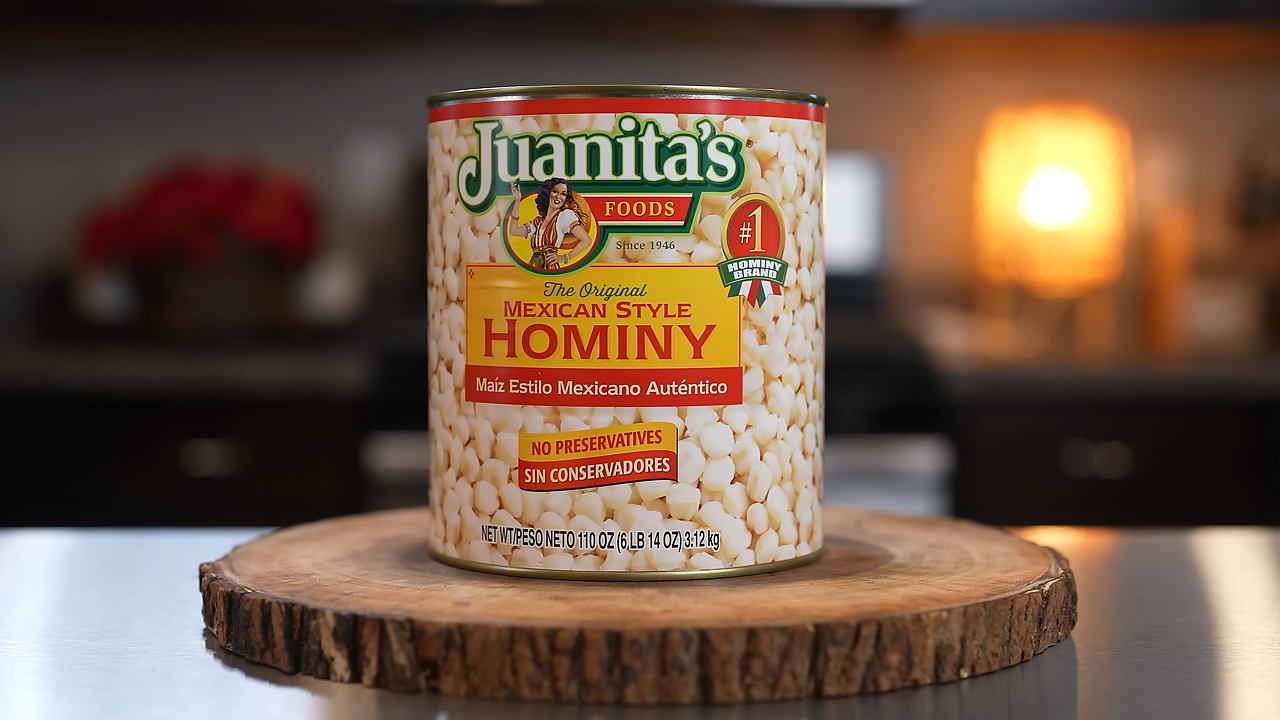 Juanita's
FOODS
Since 1946
#1
HOMINY
BRAND
The Original
MEXICAN STYLE
HOMINY
Maíz Estilo Mexicano Auténtico
NO PRESERVATIVES
SIN CONSERVADORES
NET WT/PESO NETO 110 OZ (6 LB 14 OZ) 3.12 kg